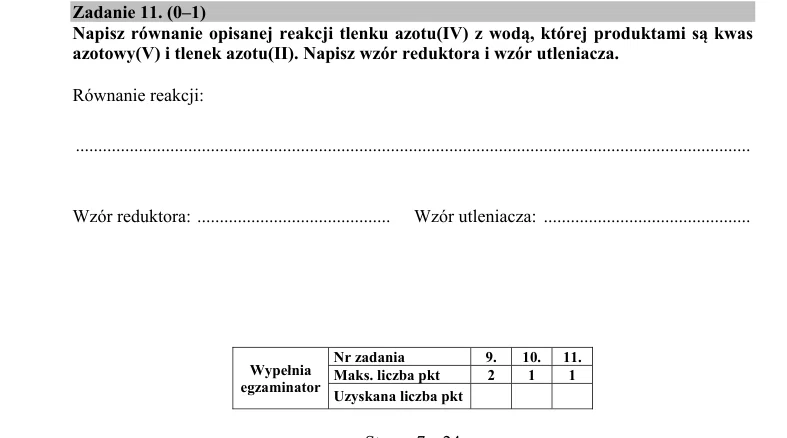 Zadanie 11. (0–1)
Napisz równanie opisanej reakcji tlenku azotu(IV) z wodą, której produktami są kwas
azotowy(V) i tlenek azotu(II). Napisz wzór reduktora i wzór utleniacza.
Równanie reakcji:
......................................................................................................................................................
Wzór reduktora: ........................................... Wzór utleniacza: ..............................................
Wypełnia
egzaminator
Nr zadania 9. 10. 11.
Maks. liczba pkt 2 1 1
Uzyskana liczba pkt